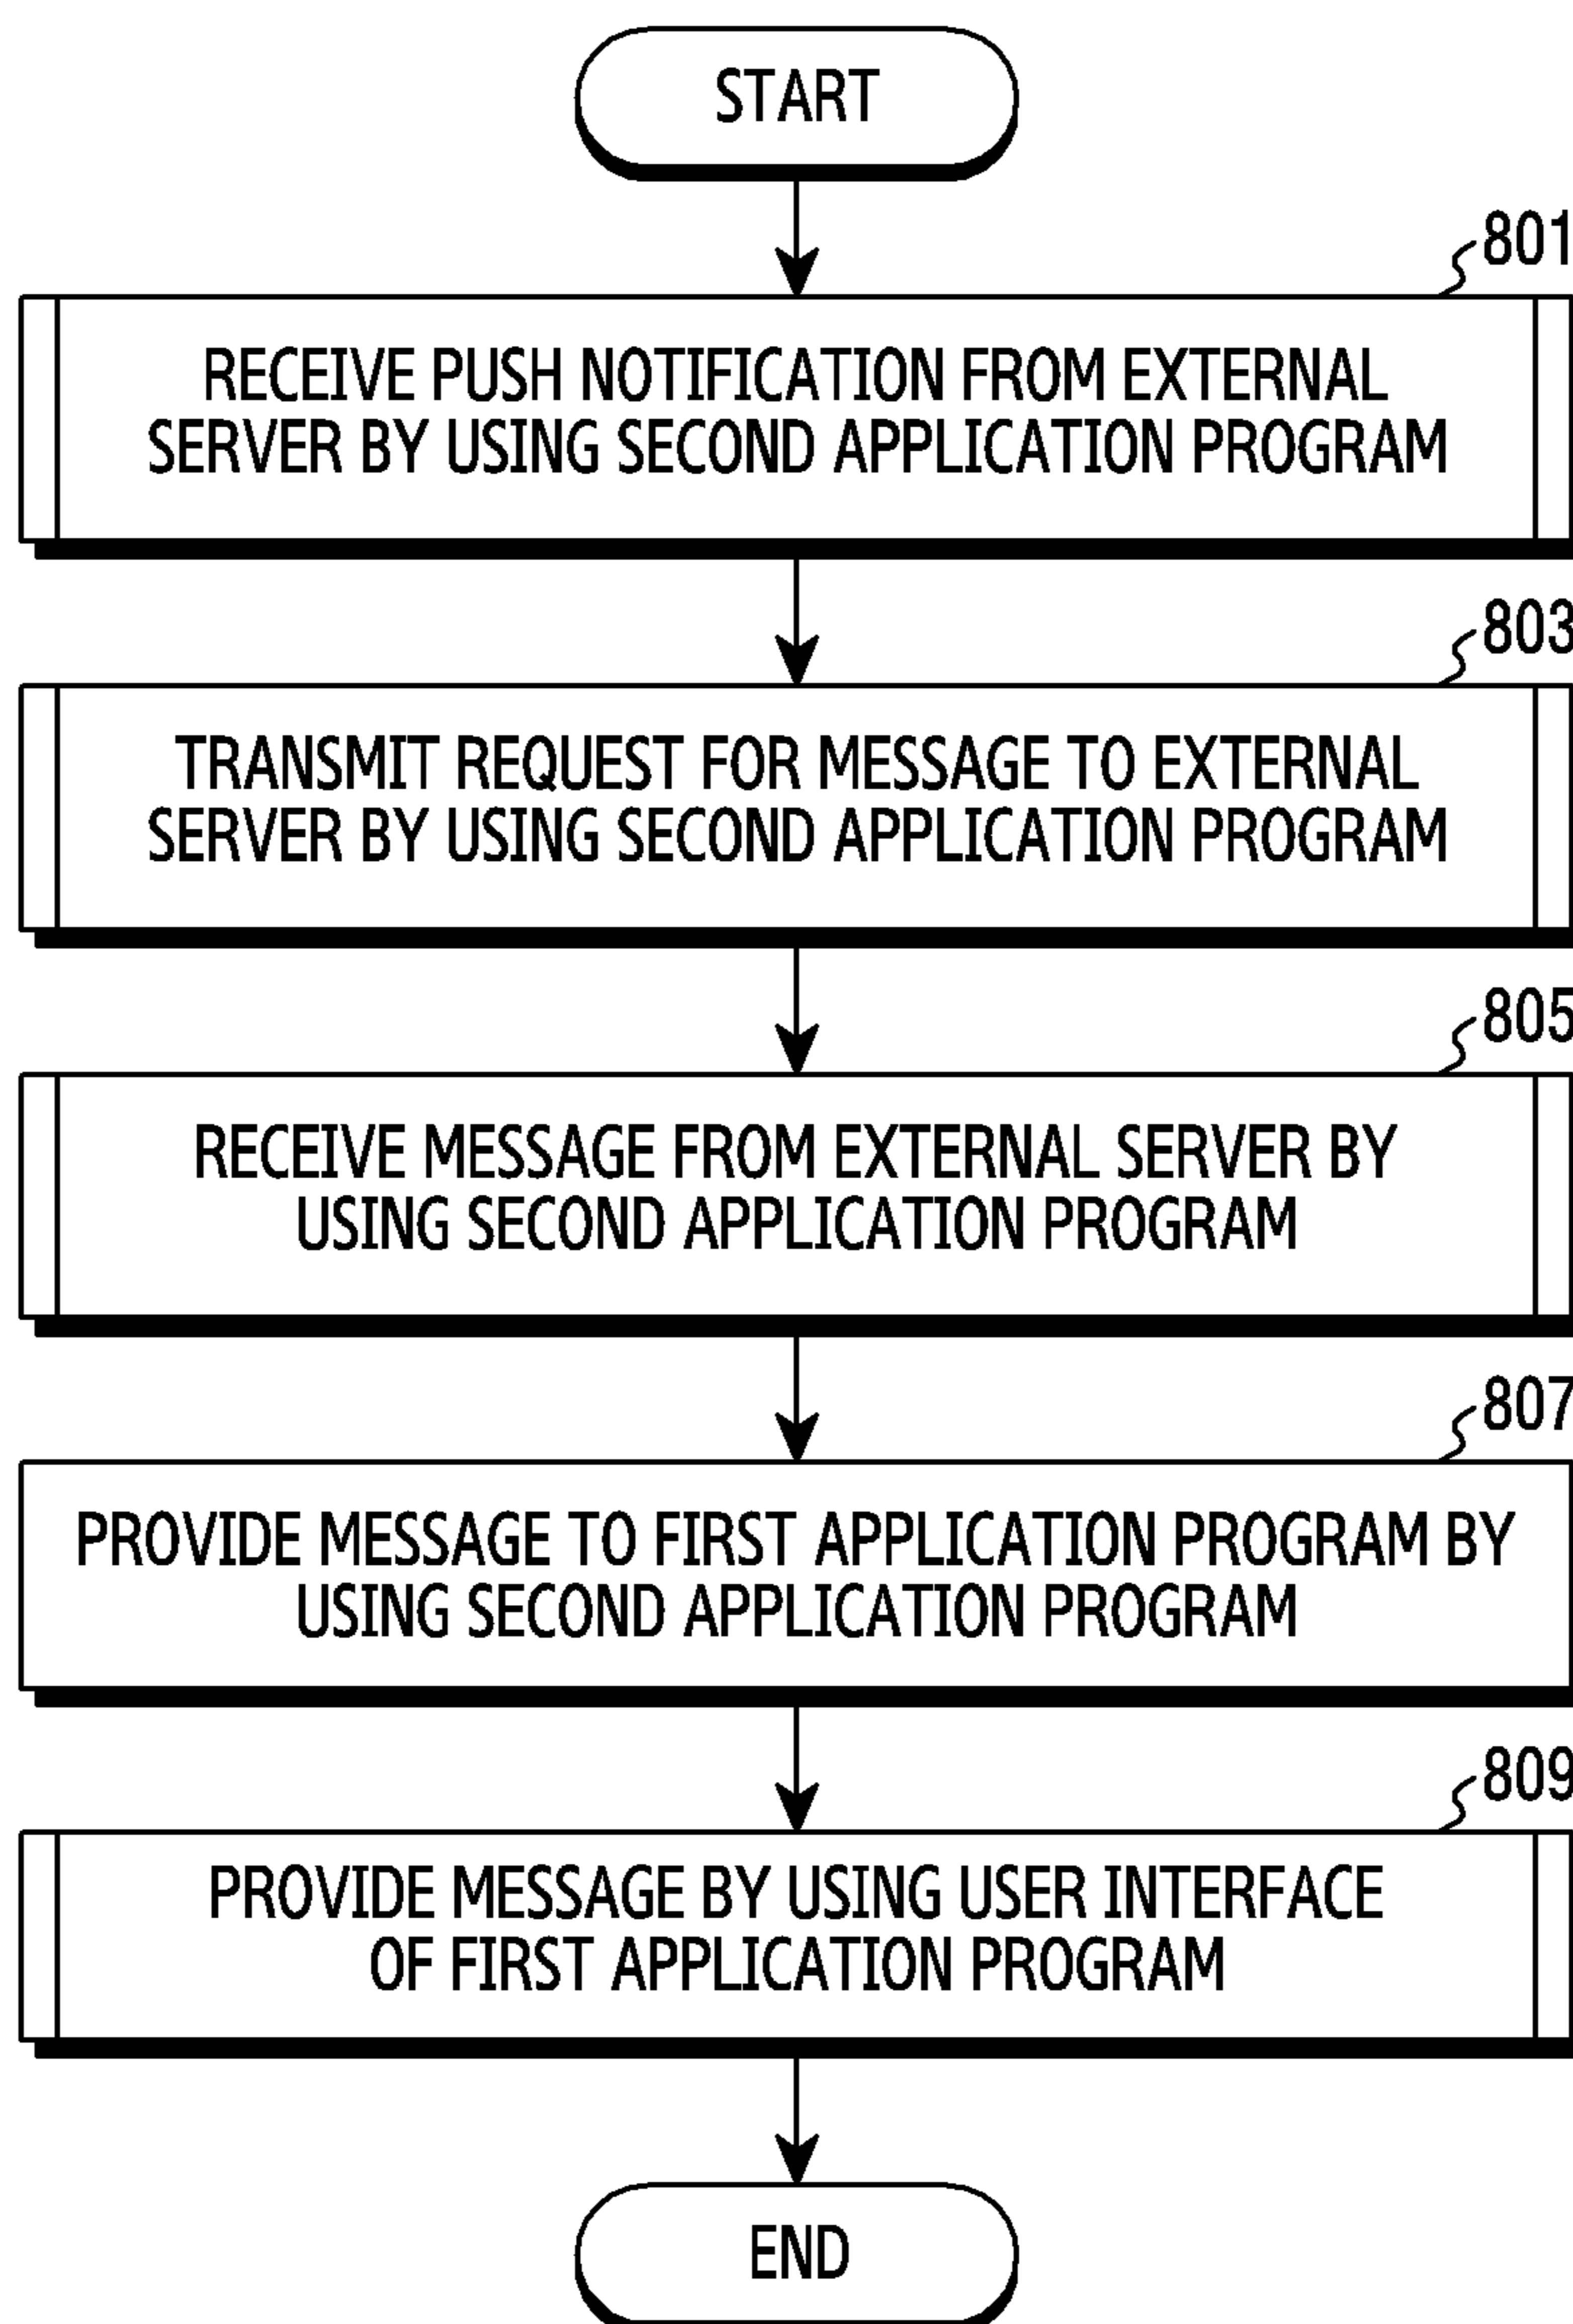 START
801
RECEIVE PUSH NOTIFICATION FROM EXTERNAL
SERVER BY USING SECOND APPLICATION PROGRAM
803
TRANSMIT REQUEST FOR MESSAGE TO EXTERNAL
SERVER BY USING SECOND APPLICATION PROGRAM
805
RECEIVE MESSAGE FROM EXTERNAL SERVER BY
USING SECOND APPLICATION PROGRAM
807
PROVIDE MESSAGE TO FIRST APPLICATION PROGRAM BY
USING SECOND APPLICATION PROGRAM
809
PROVIDE MESSAGE BY USING USER INTERFACE
OF FIRST APPLICATION PROGRAM
END